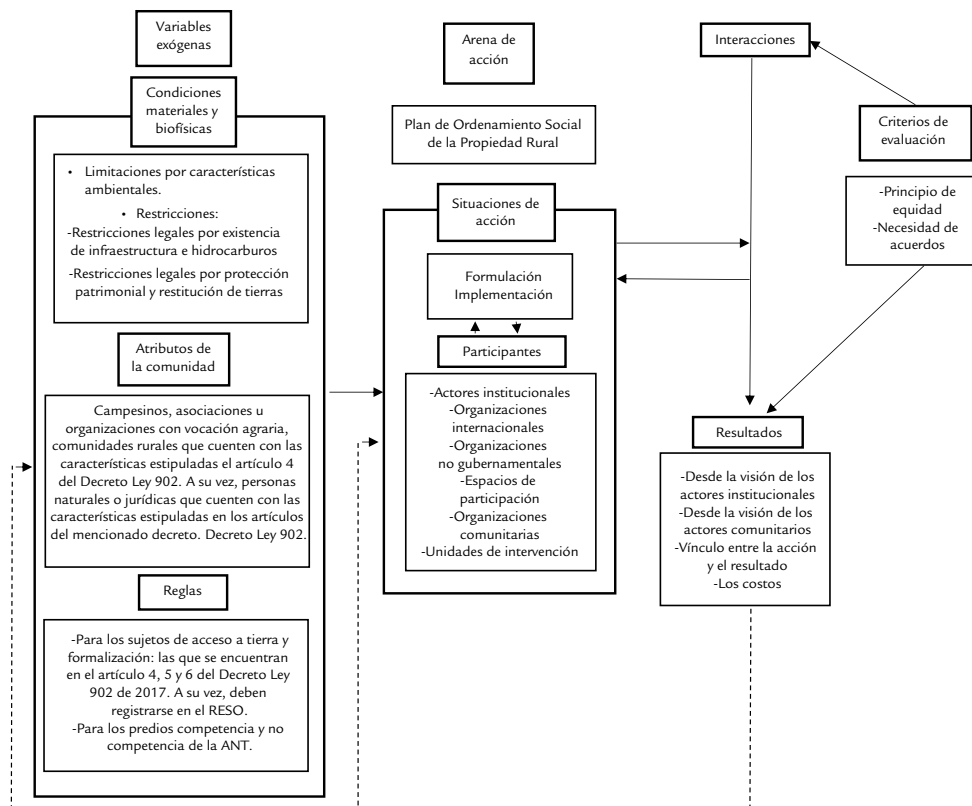 Variables
exógenas
Condiciones
materiales y
biofísicas
• Limitaciones por características
ambientales.
• Restricciones:
-Restricciones legales por existencia
de infraestructura e hidrocarburos
-Restricciones legales por protección
patrimonial y restitución de tierras
Atributos de
la comunidad
Campesinos, asociaciones u
organizaciones con vocación agraria,
comunidades rurales que cuenten con las
características estipuladas el artículo 4
del Decreto Ley 902. A su vez, personas
naturales o jurídicas que cuenten con las
características estipuladas en los artículos
del mencionado decreto. Decreto Ley 902.
Reglas
-Para los sujetos de acceso a tierra y
formalización: las que se encuentran
en el artículo 4, 5 y 6 del Decreto Ley
902 de 2017. A su vez, deben
registrarse en el RESO.
-Para los predios competencia y no
competencia de la ANT.
Arena de
acción
Plan de Ordenamiento Social
de la Propiedad Rural
Situaciones de
acción
Formulación
Implementación
Participantes
-Actores institucionales
-Organizaciones
internacionales
-Organizaciones
no gubernamentales
-Espacios de
participación
-Organizaciones
comunitarias
-Unidades de intervención
Interacciones
Criterios de
evaluación
-Principio de
equidad
-Necesidad de
acuerdos
Resultados
-Desde la visión de los
actores institucionales
-Desde la visión de los
actores comunitarios
-Vínculo entre la acción
y el resultado
-Los costos